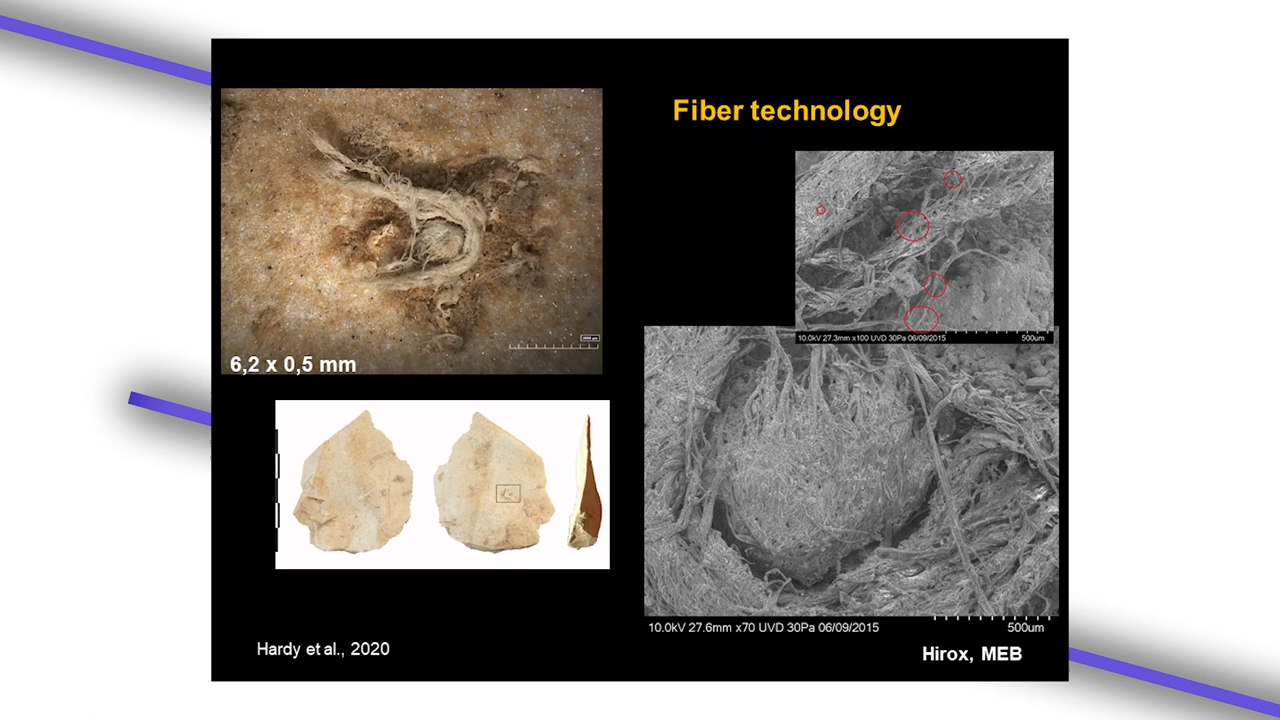 Fiber technology
6,2 x 0,5 mm
10.0kV 27.3mm x100 UVD 30Pa 06/09/2015 500um
10.0kV 27.6mm x70 UVD 30Pa 06/09/2015 500um
Hardy et al., 2020
Hirox, MEB